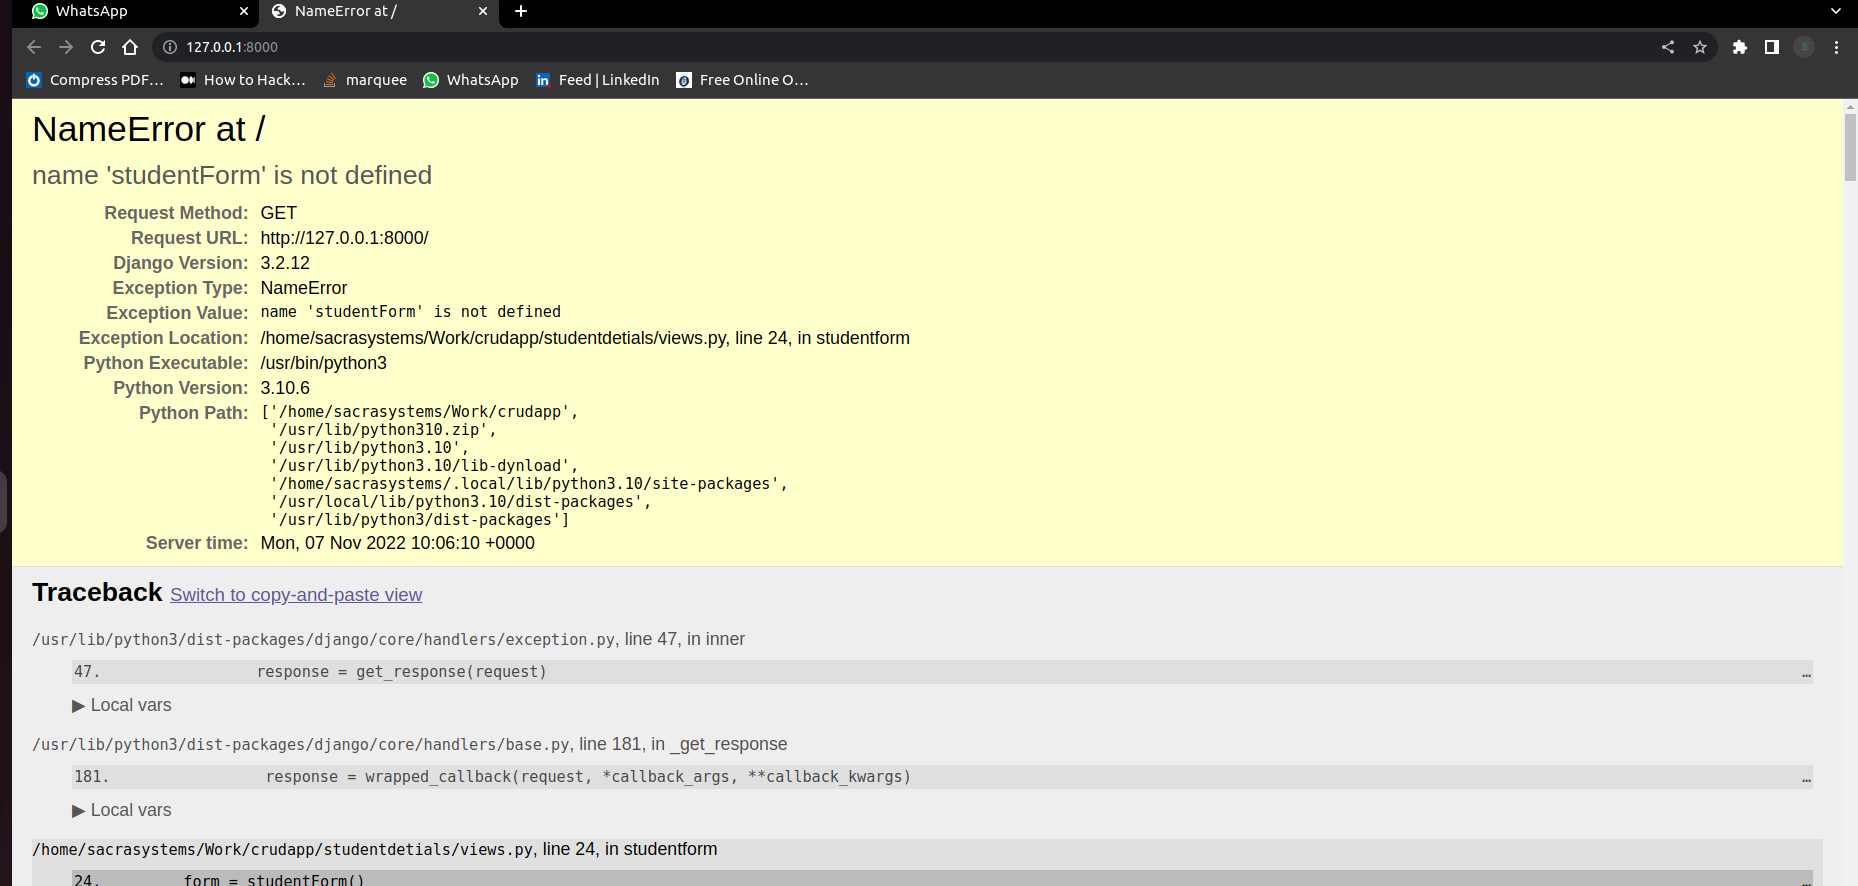 WhatsApp
NameError at /
127.0.0.1:8000
Compress PDF… How to Hack… marquee WhatsApp Feed | LinkedIn Free Online O…
NameError at /
name 'studentForm' is not defined
Request Method: GET
Request URL: http://127.0.0.1:8000/
Django Version: 3.2.12
Exception Type: NameError
Exception Value: name 'studentForm' is not defined
Exception Location: /home/sacrasystems/Work/crudapp/studentdetials/views.py, line 24, in studentform
Python Executable: /usr/bin/python3
Python Version: 3.10.6
Python Path: ['/home/sacrasystems/Work/crudapp',
'/usr/lib/python310.zip',
'/usr/lib/python3.10',
'/usr/lib/python3.10/lib-dynload',
'/home/sacrasystems/.local/lib/python3.10/site-packages',
'/usr/local/lib/python3.10/dist-packages',
'/usr/lib/python3/dist-packages']
Server time: Mon, 07 Nov 2022 10:06:10 +0000
Traceback Switch to copy-and-paste view
/usr/lib/python3/dist-packages/django/core/handlers/exception.py, line 47, in inner
47. response = get_response(request) …
▶ Local vars
/usr/lib/python3/dist-packages/django/core/handlers/base.py, line 181, in _get_response
181. response = wrapped_callback(request, *callback_args, **callback_kwargs) …
▶ Local vars
/home/sacrasystems/Work/crudapp/studentdetials/views.py, line 24, in studentform
24. form = studentForm() …